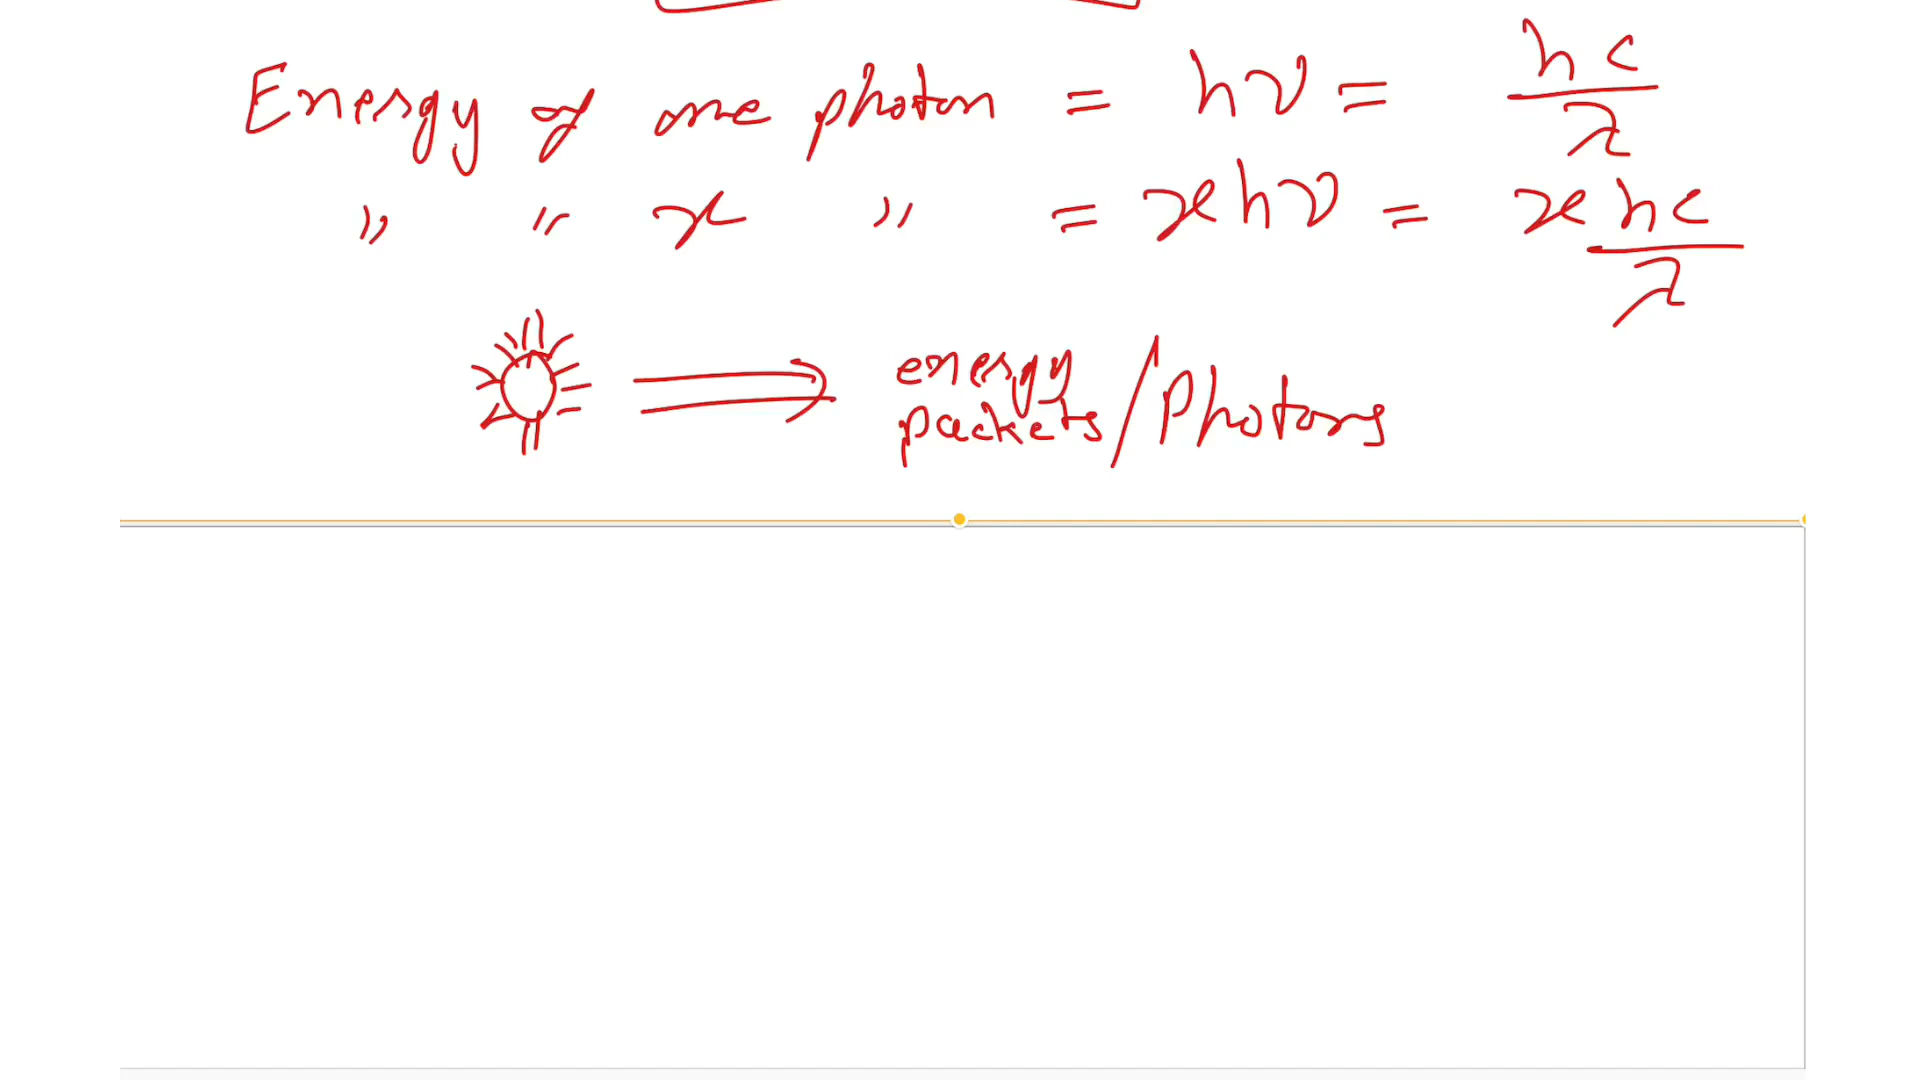 Energy of one photon = hν = hc/λ
" " x " = xhν = xhc/λ
energy
packets/Photons